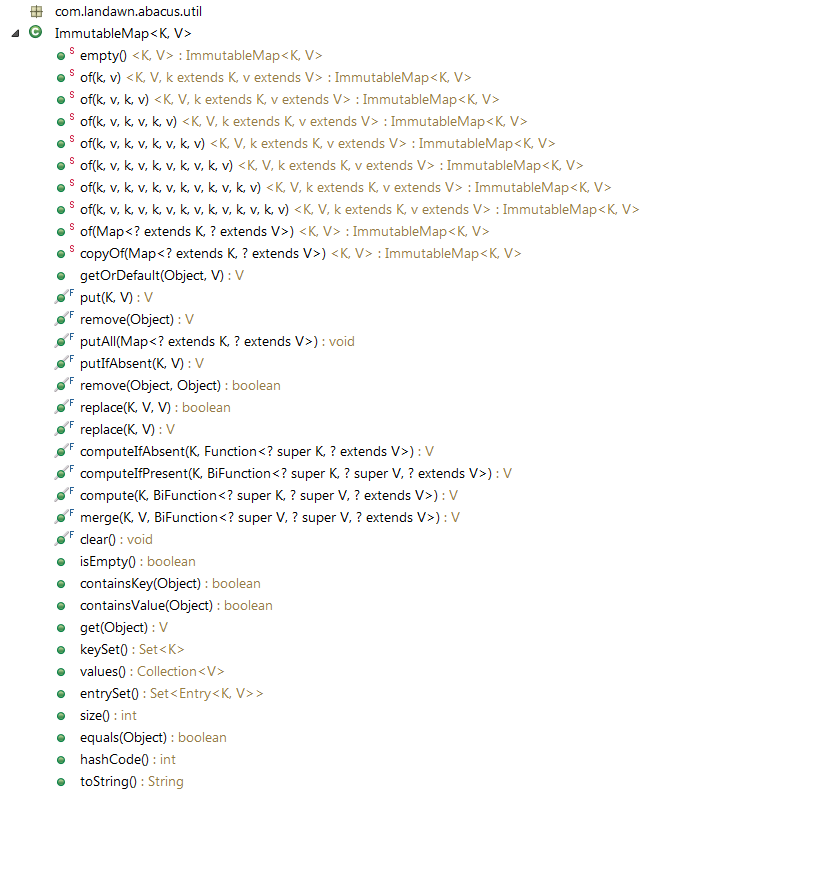 com.landawn.abacus.util
ImmutableMap<K, V>
S empty() <K, V> : ImmutableMap<K, V>
S of(k, v) <K, V, k extends K, v extends V> : ImmutableMap<K, V>
S of(k, v, k, v) <K, V, k extends K, v extends V> : ImmutableMap<K, V>
S of(k, v, k, v, k, v) <K, V, k extends K, v extends V> : ImmutableMap<K, V>
S of(k, v, k, v, k, v, k, v) <K, V, k extends K, v extends V> : ImmutableMap<K, V>
S of(k, v, k, v, k, v, k, v, k, v) <K, V, k extends K, v extends V> : ImmutableMap<K, V>
S of(k, v, k, v, k, v, k, v, k, v, k, v) <K, V, k extends K, v extends V> : ImmutableMap<K, V>
S of(k, v, k, v, k, v, k, v, k, v, k, v, k, v) <K, V, k extends K, v extends V> : ImmutableMap<K, V>
S of(Map<? extends K, ? extends V>) <K, V> : ImmutableMap<K, V>
S copyOf(Map<? extends K, ? extends V>) <K, V> : ImmutableMap<K, V>
getOrDefault(Object, V) : V
F put(K, V) : V
F remove(Object) : V
F putAll(Map<? extends K, ? extends V>) : void
F putIfAbsent(K, V) : V
F remove(Object, Object) : boolean
F replace(K, V, V) : boolean
F replace(K, V) : V
F computeIfAbsent(K, Function<? super K, ? extends V>) : V
F computeIfPresent(K, BiFunction<? super K, ? super V, ? extends V>) : V
F compute(K, BiFunction<? super K, ? super V, ? extends V>) : V
F merge(K, V, BiFunction<? super V, ? super V, ? extends V>) : V
F clear() : void
isEmpty() : boolean
containsKey(Object) : boolean
containsValue(Object) : boolean
get(Object) : V
keySet() : Set<K>
values() : Collection<V>
entrySet() : Set<Entry<K, V>>
size() : int
equals(Object) : boolean
hashCode() : int
toString() : String